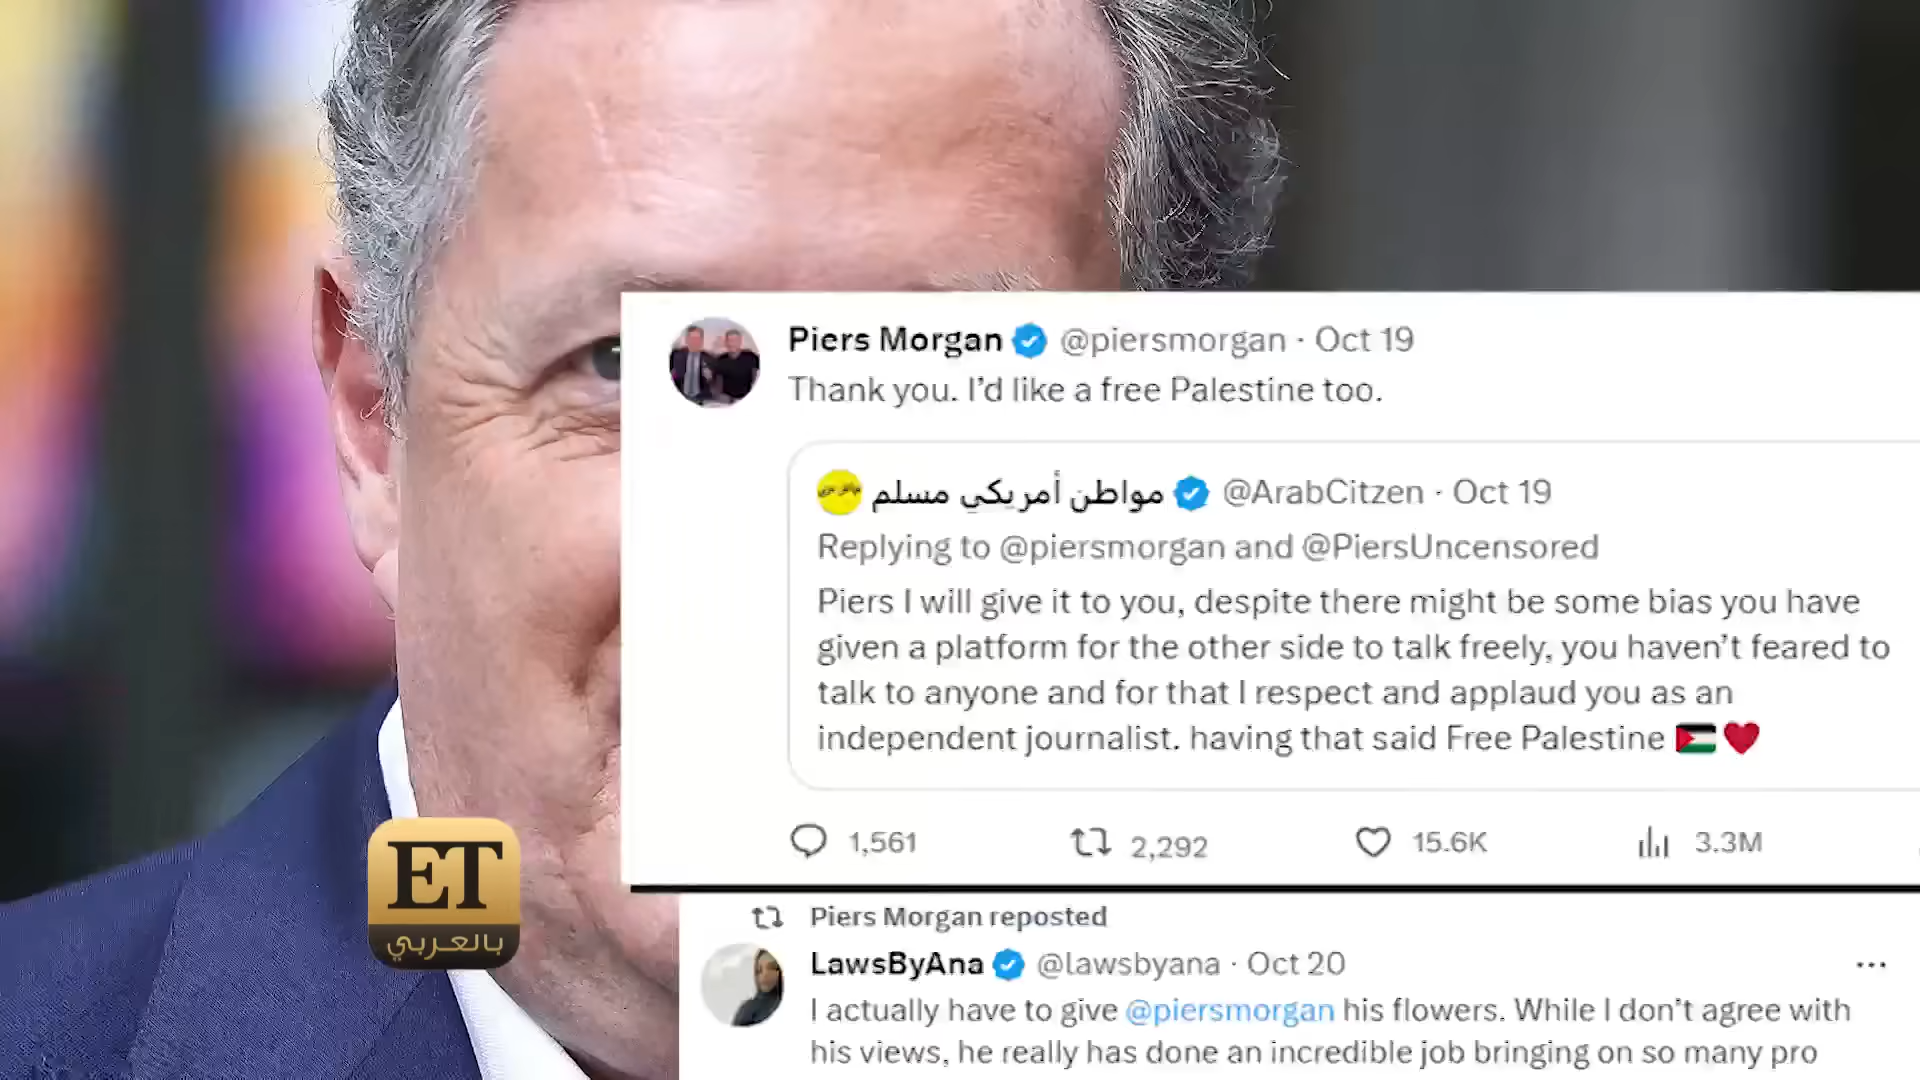 Piers Morgan @piersmorgan · Oct 19
Thank you. I'd like a free Palestine too.
مواطن أمريكي مسلم @ArabCitzen · Oct 19
Replying to @piersmorgan and @PiersUncensored
Piers I will give it to you, despite there might be some bias you have
given a platform for the other side to talk freely, you haven't feared to
talk to anyone and for that I respect and applaud you as an
independent journalist. having that said Free Palestine 🇵🇸❤️
1,561 2,292 15.6K 3.3M
Piers Morgan reposted
LawsByAna @lawsbyana · Oct 20
I actually have to give @piersmorgan his flowers. While I don't agree with
his views, he really has done an incredible job bringing on so many pro
ET
بالعربي